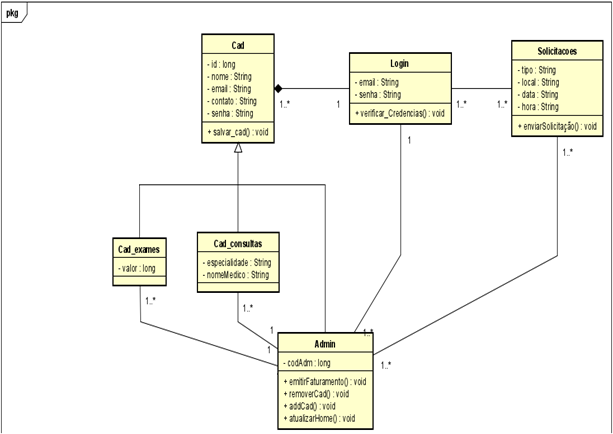 pkg
Cad
- id : long
- nome : String
- email : String
- contato : String
- senha : String
+ salvar_cad() : void
1..*
1
Login
- email : String
- senha : String
+ verificar_Credencias() : void
1..*
1..*
1
Solicitacoes
- tipo : String
- local : String
- data : String
- hora : String
+ enviarSolicitação() : void
1..*
Cad_exames
- valor : long
1..*
Cad_consultas
- especialidade : String
- nomeMedico : String
1..*
1
1
1..*
1..*
Admin
- codAdm : long
+ emitirFaturamento() : void
+ removerCad() : void
+ addCad() : void
+ atualizarHome() : void